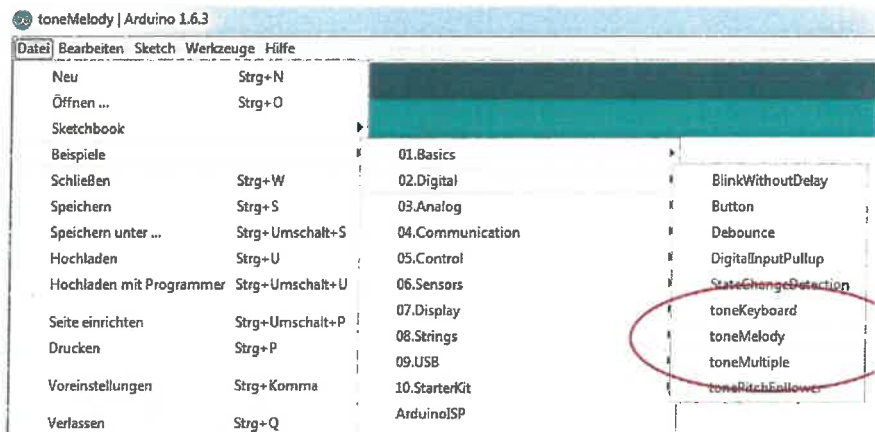 toneMelody | Arduino 1.6.3
Datei Bearbeiten Sketch Werkzeuge Hilfe
Neu Strg+N
Öffnen ... Strg+O
Sketchbook
Beispiele
Schließen Strg+W
Speichern Strg+S
Speichern unter ... Strg+Umschalt+S
Hochladen Strg+U
Hochladen mit Programmer Strg+Umschalt+U
Seite einrichten Strg+Umschalt+P
Drucken Strg+P
Voreinstellungen Strg+Komma
Verlassen Strg+Q
01.Basics
02.Digital
03.Analog
04.Communication
05.Control
06.Sensors
07.Display
08.Strings
09.USB
10.StarterKit
ArduinoISP
BlinkWithoutDelay
Button
Debounce
DigitalInputPullup
StateChangeDetection
toneKeyboard
toneMelody
toneMultiple
tonePitchFollower